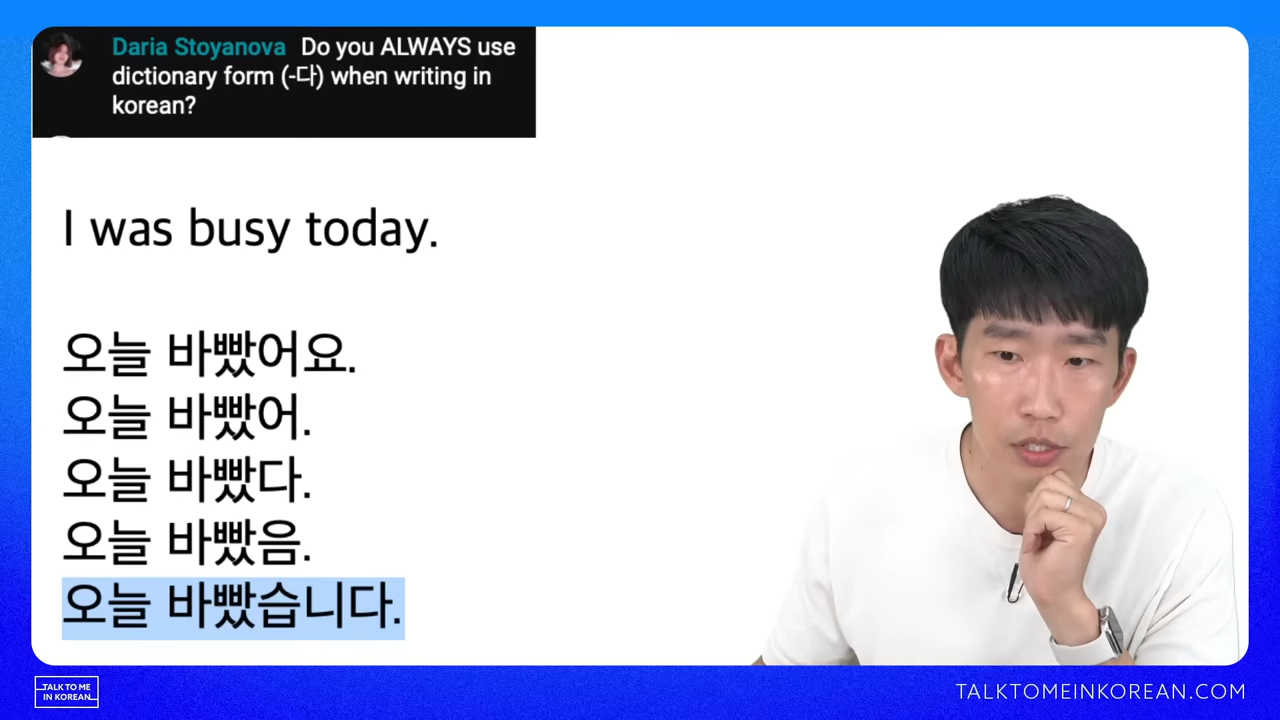 Daria Stoyanova Do you ALWAYS use
dictionary form (-다) when writing in
korean?
I was busy today.
오늘 바빴어요.
오늘 바빴어.
오늘 바빴다.
오늘 바빴음.
오늘 바빴습니다.
TALK TO ME
IN KOREAN
TALKTOMEINKOREAN.COM